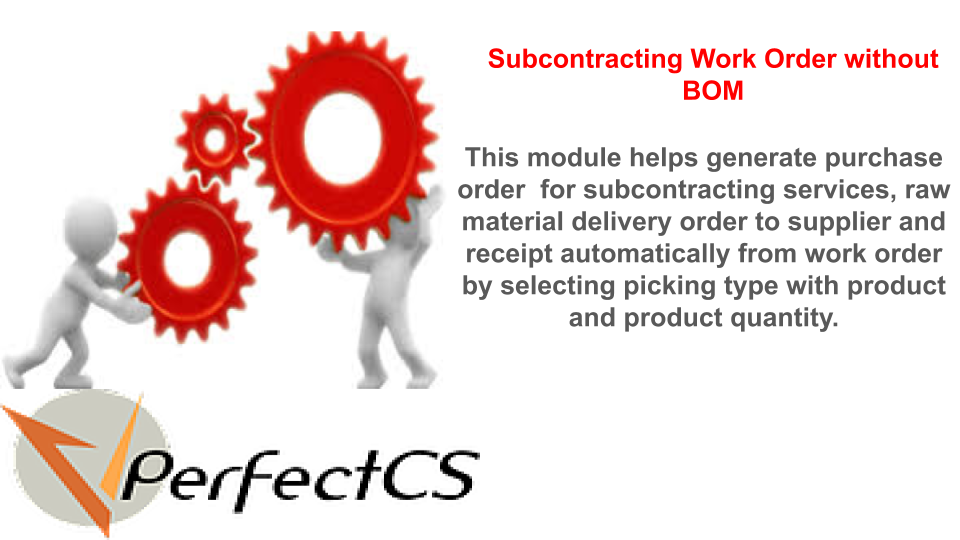 Subcontracting Work Order without
BOM
This module helps generate purchase
order  for subcontracting services, raw
material delivery order to supplier and
receipt automatically from work order
by selecting picking type with product
and product quantity.
PerfectCS